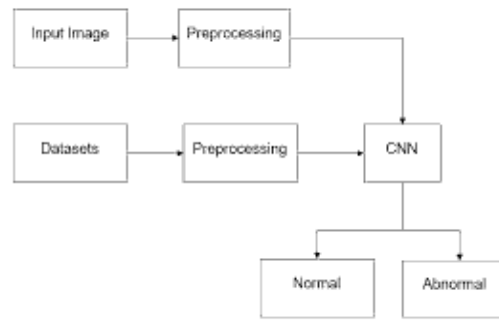 Input Image
Preprocessing
Datasets
Preprocessing
CNN
Normal
Abnormal